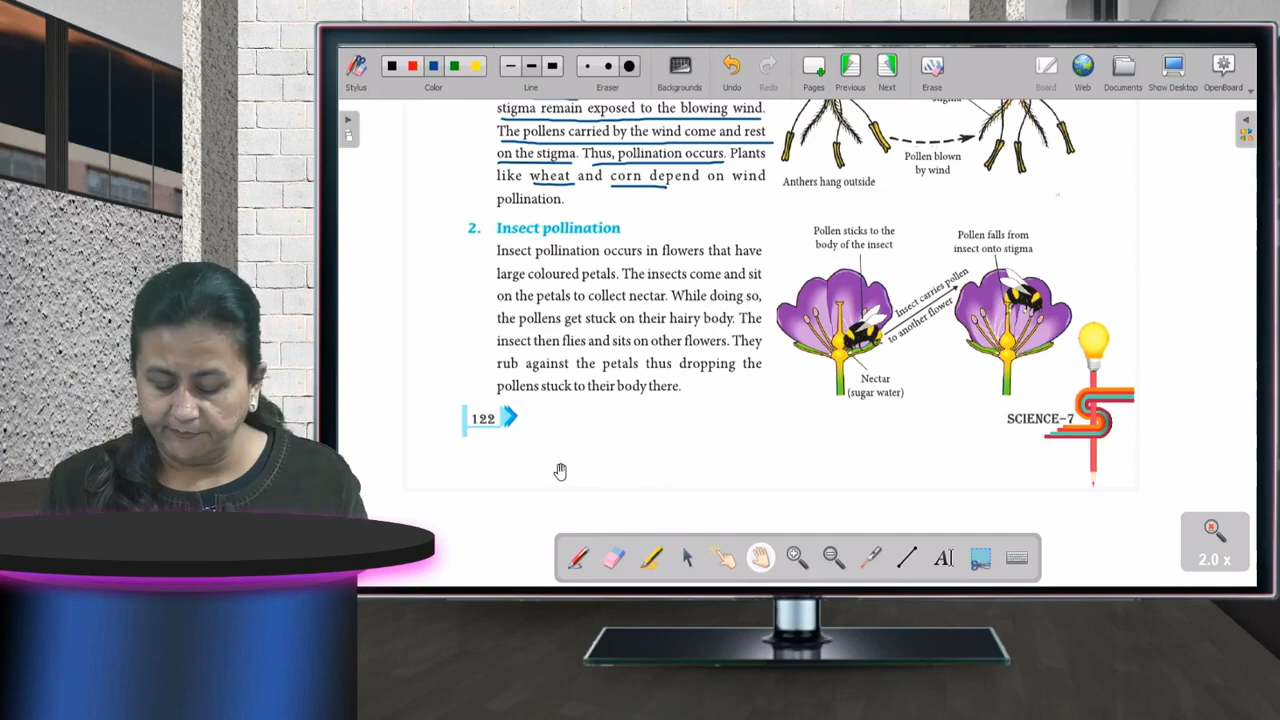 Stylus
Color
Line
Eraser
Backgrounds
Undo
Redo
Pages
Previous
Next
Erase
Board
Web
Documents
Show Desktop
OpenBoard
stigma remain exposed to the blowing wind.
The pollens carried by the wind come and rest
on the stigma. Thus, pollination occurs. Plants
like wheat and corn depend on wind
pollination.
Pollen blown
by wind
Anthers hang outside
2. Insect pollination
Insect pollination occurs in flowers that have
large coloured petals. The insects come and sit
on the petals to collect nectar. While doing so,
the pollens get stuck on their hairy body. The
insect then flies and sits on other flowers. They
rub against the petals thus dropping the
pollens stuck to their body there.
Pollen sticks to the
body of the insect
Pollen falls from
insect onto stigma
Insect carries pollen
to another flower
Nectar
(sugar water)
122
SCIENCE–7
AI
2.0 x